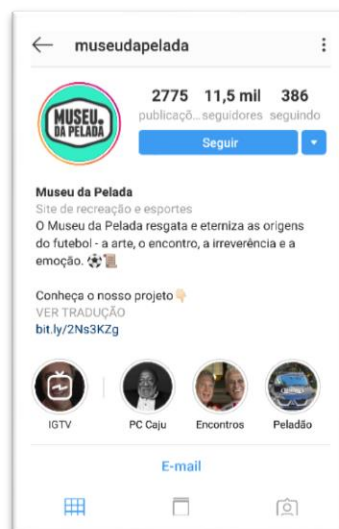 museudapelada
2775 11,5 mil 386
publicaçõ... seguidores seguindo
MUSEU.
DA PELADA
Seguir
Museu da Pelada
Site de recreação e esportes
O Museu da Pelada resgata e eterniza as origens
do futebol - a arte, o encontro, a irreverência e a
emoção. ⚽📜
Conheça o nosso projeto👇🏻
VER TRADUÇÃO
bit.ly/2Ns3KZg
IGTV PC Caju Encontros Peladão
E-mail